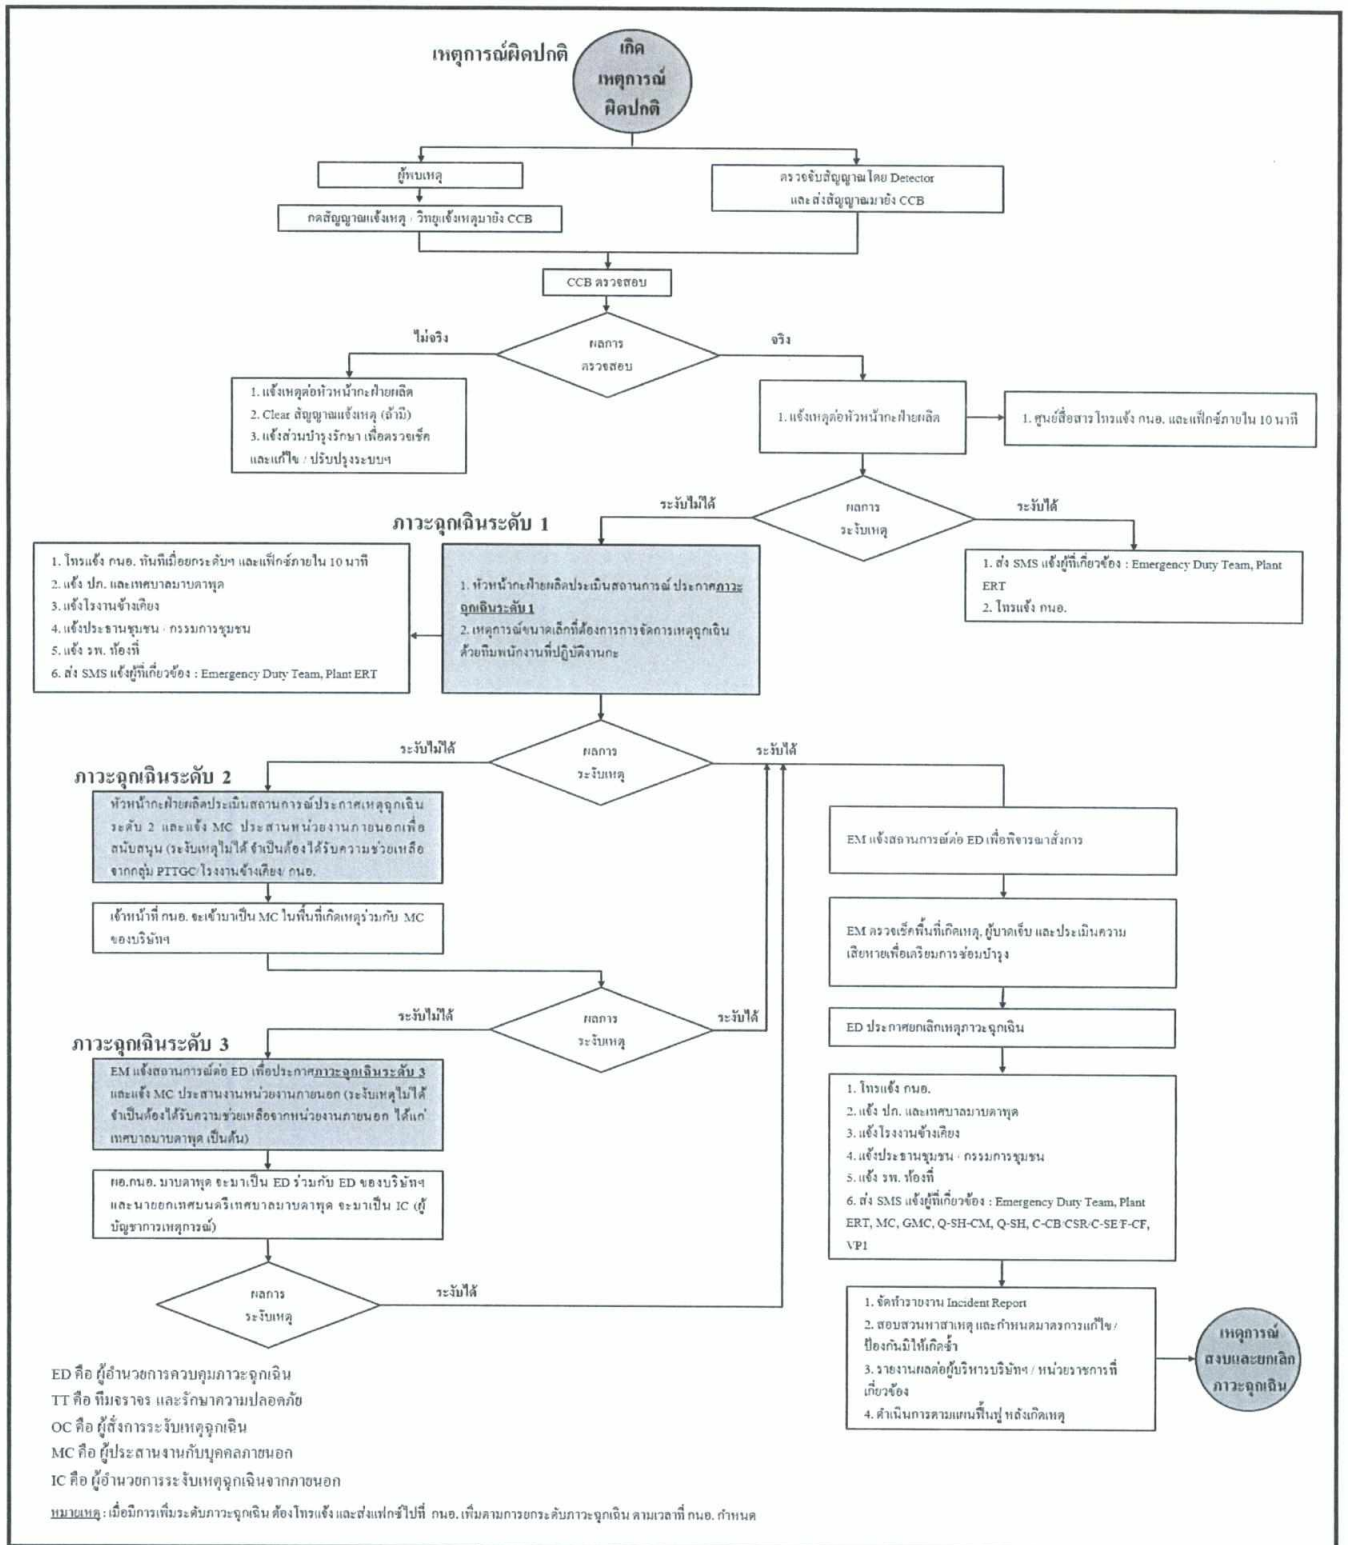 เหตุการณ์ผิดปกติ
เกิด
เหตุการณ์
ผิดปกติ
ผู้พบเหตุ
ตรวจจับสัญญาณโดย Detector
และส่งสัญญาณมายัง CCB
กดสัญญาณแจ้งเหตุ / วิทยุแจ้งเหตุมายัง CCB
CCB ตรวจสอบ
ไม่จริง
ผลการ
ตรวจสอบ
จริง
1. แจ้งเหตุต่อหัวหน้ากะฝ่ายผลิต
2. Clear สัญญาณแจ้งเหตุ (ถ้ามี)
3. แจ้งส่วนบำรุงรักษา เพื่อตรวจเช็ค
และแก้ไข / ปรับปรุงระบบฯ
1. แจ้งเหตุต่อหัวหน้ากะฝ่ายผลิต
1. ศูนย์สื่อสารโทรแจ้ง กนอ. และแฟ็กซ์ภายใน 10 นาที
ระงับไม่ได้
ผลการ
ระงับเหตุ
ระงับได้
ภาวะฉุกเฉินระดับ 1
1. โทรแจ้ง กนอ. ทันทีเมื่อยกระดับฯ และแฟ็กซ์ภายใน 10 นาที
2. แจ้ง ปภ. และเทศบาลมาบตาพุด
3. แจ้งโรงงานข้างเคียง
4. แจ้งประธานชุมชน / กรรมการชุมชน
5. แจ้ง รพ. ท้องที่
6. ส่ง SMS แจ้งผู้ที่เกี่ยวข้อง : Emergency Duty Team, Plant ERT
1. หัวหน้ากะฝ่ายผลิตประเมินสถานการณ์ ประกาศภาวะ
ฉุกเฉินระดับ 1
2. เหตุการณ์ขนาดเล็กที่ต้องการการจัดการเหตุฉุกเฉิน
ด้วยทีมพนักงานที่ปฏิบัติงานกะ
1. ส่ง SMS แจ้งผู้ที่เกี่ยวข้อง : Emergency Duty Team, Plant
ERT
2. โทรแจ้ง กนอ.
ระงับไม่ได้
ผลการ
ระงับเหตุ
ระงับได้
ภาวะฉุกเฉินระดับ 2
หัวหน้ากะฝ่ายผลิตประเมินสถานการณ์ประกาศเหตุฉุกเฉิน
ระดับ 2 และแจ้ง MC ประสานหน่วยงานภายนอกเพื่อ
สนับสนุน (ระงับเหตุไม่ได้ จำเป็นต้องได้รับความช่วยเหลือ
จากกลุ่ม PTTGC/โรงงานข้างเคียง/ กนอ.
เจ้าหน้าที่ กนอ. จะเข้ามาเป็น MC ในพื้นที่เกิดเหตุร่วมกับ MC
ของบริษัทฯ
EM แจ้งสถานการณ์ต่อ ED เพื่อพิจารณาสั่งการ
EM ตรวจเช็คพื้นที่เกิดเหตุ, ผู้บาดเจ็บ และประเมินความ
เสียหายเพื่อเตรียมการซ่อมบำรุง
ระงับไม่ได้
ผลการ
ระงับเหตุ
ระงับได้
ED ประกาศยกเลิกเหตุภาวะฉุกเฉิน
ภาวะฉุกเฉินระดับ 3
EM แจ้งสถานการณ์ต่อ ED เพื่อประกาศภาวะฉุกเฉินระดับ 3
และแจ้ง MC ประสานงานหน่วยงานภายนอก (ระงับเหตุไม่ได้
จำเป็นต้องได้รับความช่วยเหลือจากหน่วยงานภายนอก ได้แก่
เทศบาลมาบตาพุด เป็นต้น)
ผอ.กนอ. มาบตาพุด จะมาเป็น ED ร่วมกับ ED ของบริษัทฯ
และนายยกเทศมนตรีเทศบาลมาบตาพุด จะมาเป็น IC (ผู้
บัญชาการเหตุการณ์)
1. โทรแจ้ง กนอ.
2. แจ้ง ปภ. และเทศบาลมาบตาพุด
3. แจ้งโรงงานข้างเคียง
4. แจ้งประธานชุมชน / กรรมการชุมชน
5. แจ้ง รพ. ท้องที่
6. ส่ง SMS แจ้งผู้ที่เกี่ยวข้อง : Emergency Duty Team, Plant
ERT, MC, GMC, Q-SH-CM, Q-SH, C-CB/CSR/C-SE/F-CF,
VP1
ผลการ
ระงับเหตุ
ระงับได้
1. จัดทำรายงาน Incident Report
2. สอบสวนหาสาเหตุ และกำหนดมาตรการแก้ไข /
ป้องกันมิให้เกิดซ้ำ
3. รายงานผลต่อผู้บริหารบริษัทฯ / หน่วยราชการที่
เกี่ยวข้อง
4. ดำเนินการตามแผนฟื้นฟู หลังเกิดเหตุ
เหตุการณ์
สงบและยกเลิก
ภาวะฉุกเฉิน
ED คือ ผู้อำนวยการควบคุมภาวะฉุกเฉิน
TT คือ ทีมจราจร และรักษาความปลอดภัย
OC คือ ผู้สั่งการระงับเหตุฉุกเฉิน
MC คือ ผู้ประสานงานกับบุคคลภายนอก
IC คือ ผู้อำนวยการระงับเหตุฉุกเฉินจากภายนอก
หมายเหตุ : เมื่อมีการเพิ่มระดับภาวะฉุกเฉิน ต้องโทรแจ้ง และส่งแฟกซ์ไปที่ กนอ. เพิ่มตามการยกระดับภาวะฉุกเฉิน ตามเวลาที่ กนอ. กำหนด